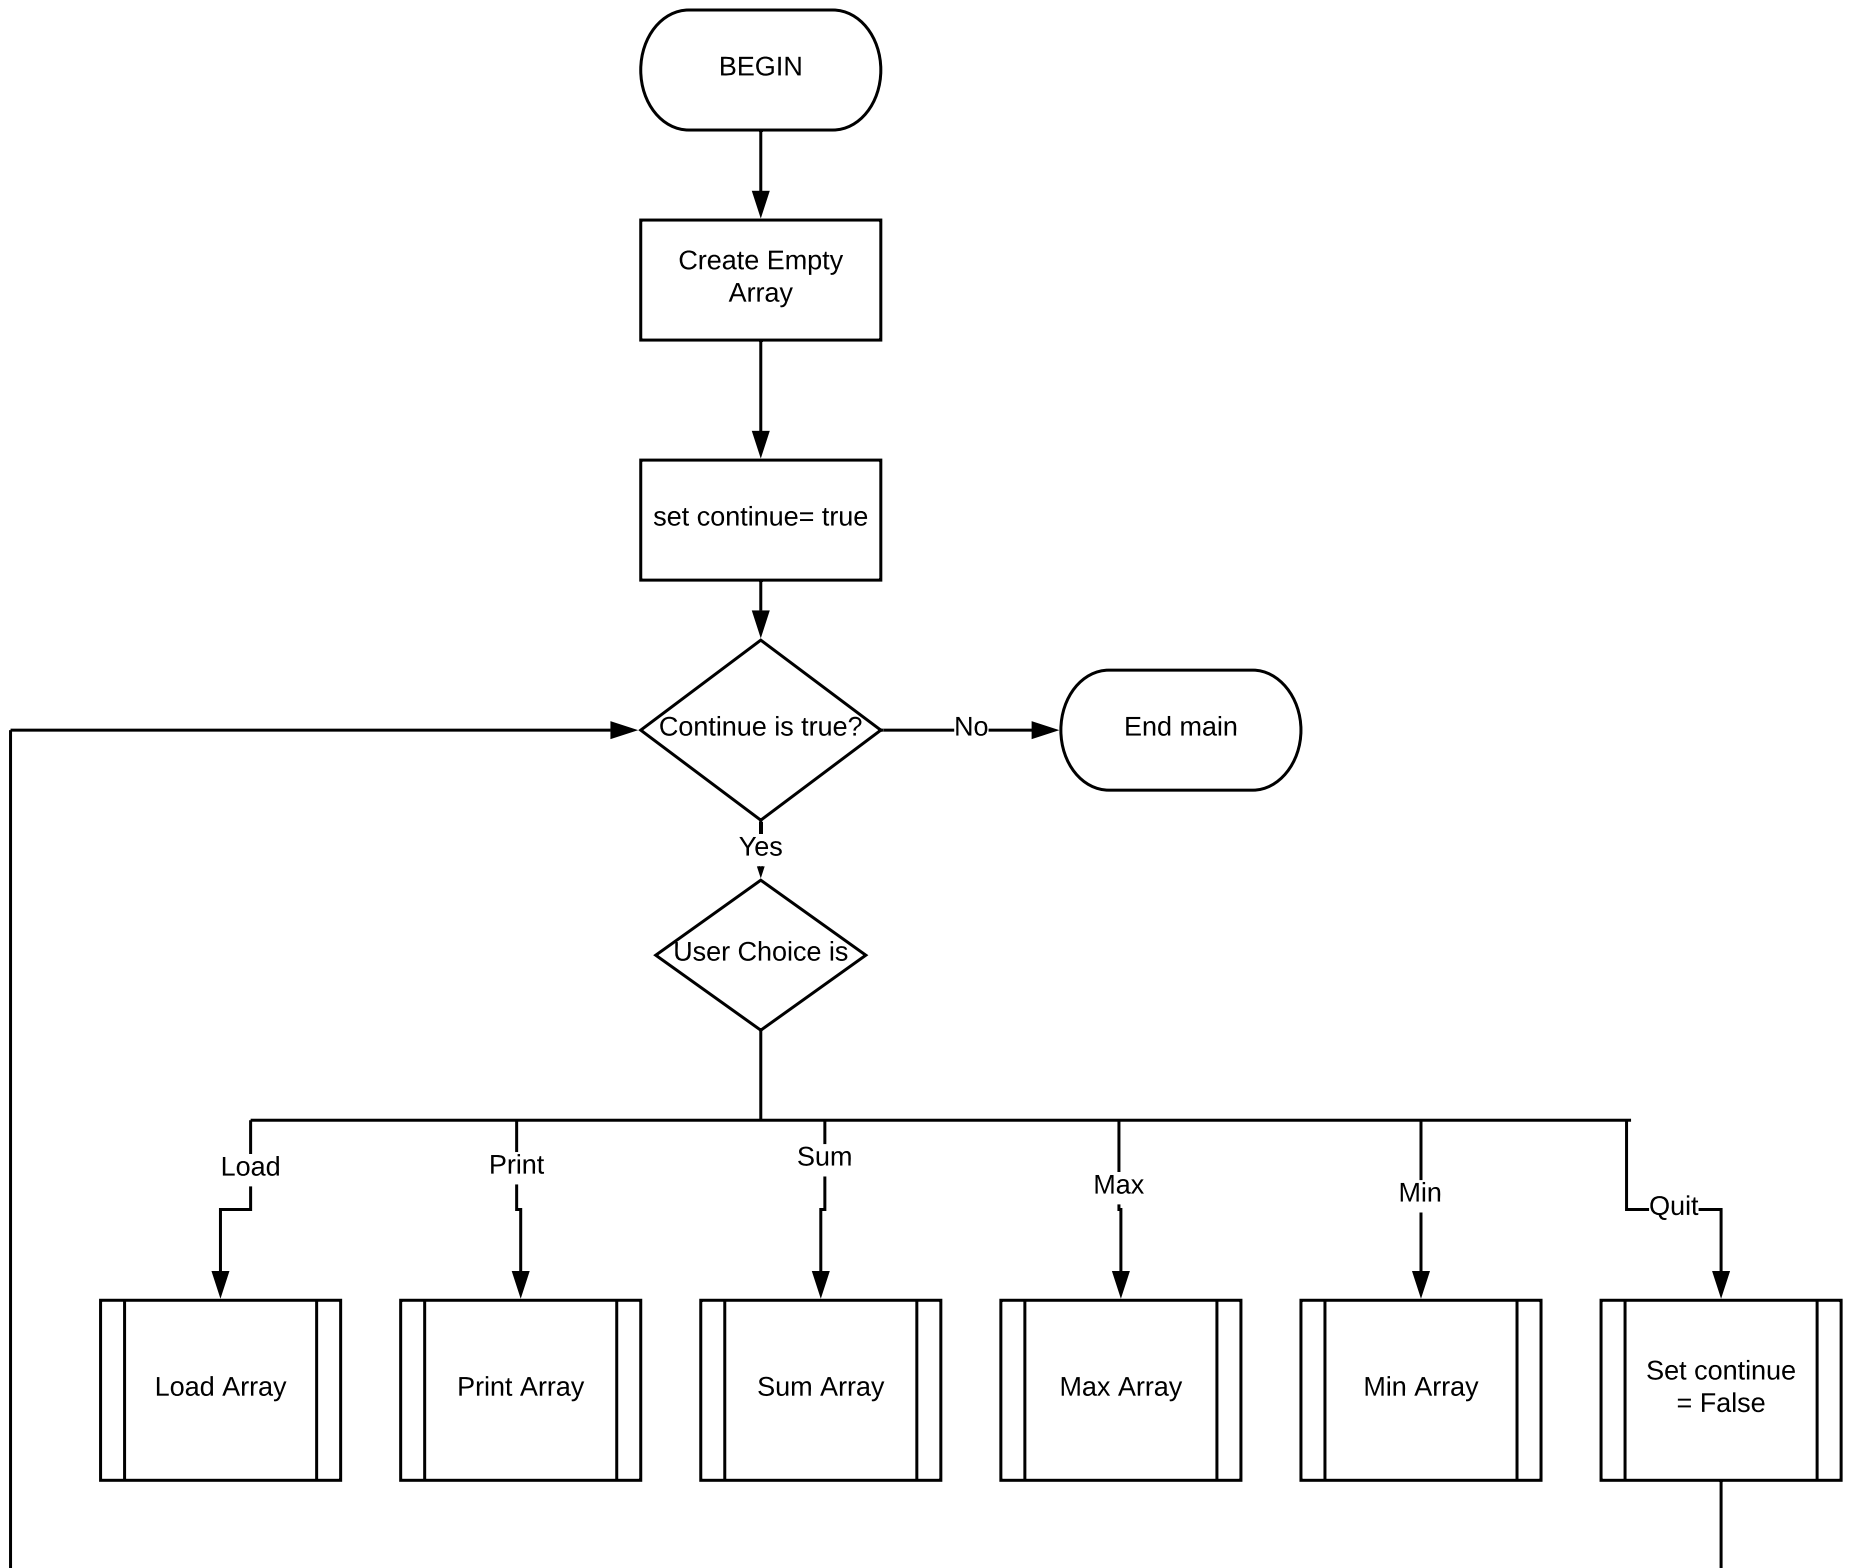 BEGIN
Create Empty
Array
set continue= true
Continue is true?
No
End main
Yes
User Choice is
Load
Print
Sum
Max
Min
Quit
Load Array
Print Array
Sum Array
Max Array
Min Array
Set continue
= False